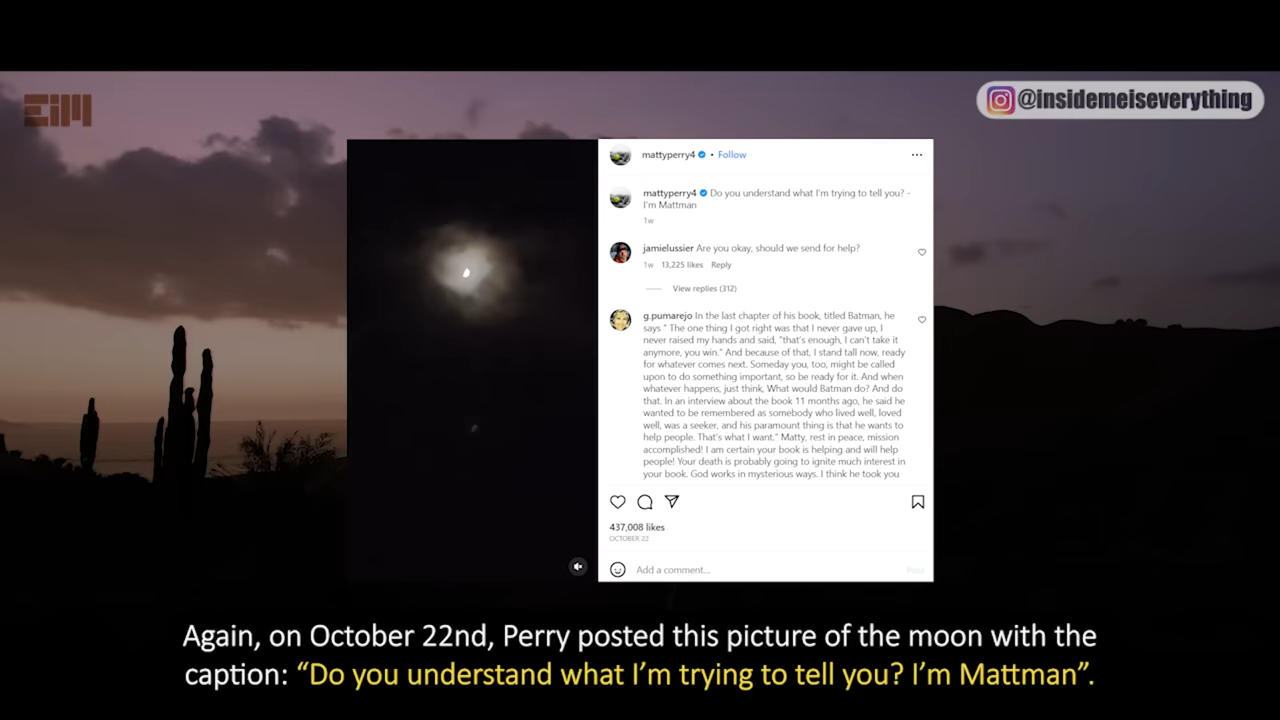 EiM
@insidemeiseverything
mattyperry4 • Follow
mattyperry4 Do you understand what I'm trying to tell you? -
I'm Mattman
1w
jamielussier Are you okay, should we send for help?
1w 13,225 likes Reply
View replies (312)
g.pumarejo In the last chapter of his book, titled Batman, he
says " The one thing I got right was that I never gave up, I
never raised my hands and said, "that's enough, I can't take it
anymore, you win." And because of that, I stand tall now, ready
for whatever comes next. Someday you, too, might be called
upon to do something important, so be ready for it. And when
whatever happens, just think, What would Batman do? And do
that. In an interview about the book 11 months ago, he said he
wanted to be remembered as somebody who lived well, loved
well, was a seeker, and his paramount thing is that he wants to
help people. That's what I want." Matty, rest in peace, mission
accomplished! I am certain your book is helping and will help
people! Your death is probably going to ignite much interest in
your book. God works in mysterious ways. I think he took you
437,008 likes
OCTOBER 22
Add a comment...
Post
Again, on October 22nd, Perry posted this picture of the moon with the
caption: “Do you understand what I’m trying to tell you? I’m Mattman”.